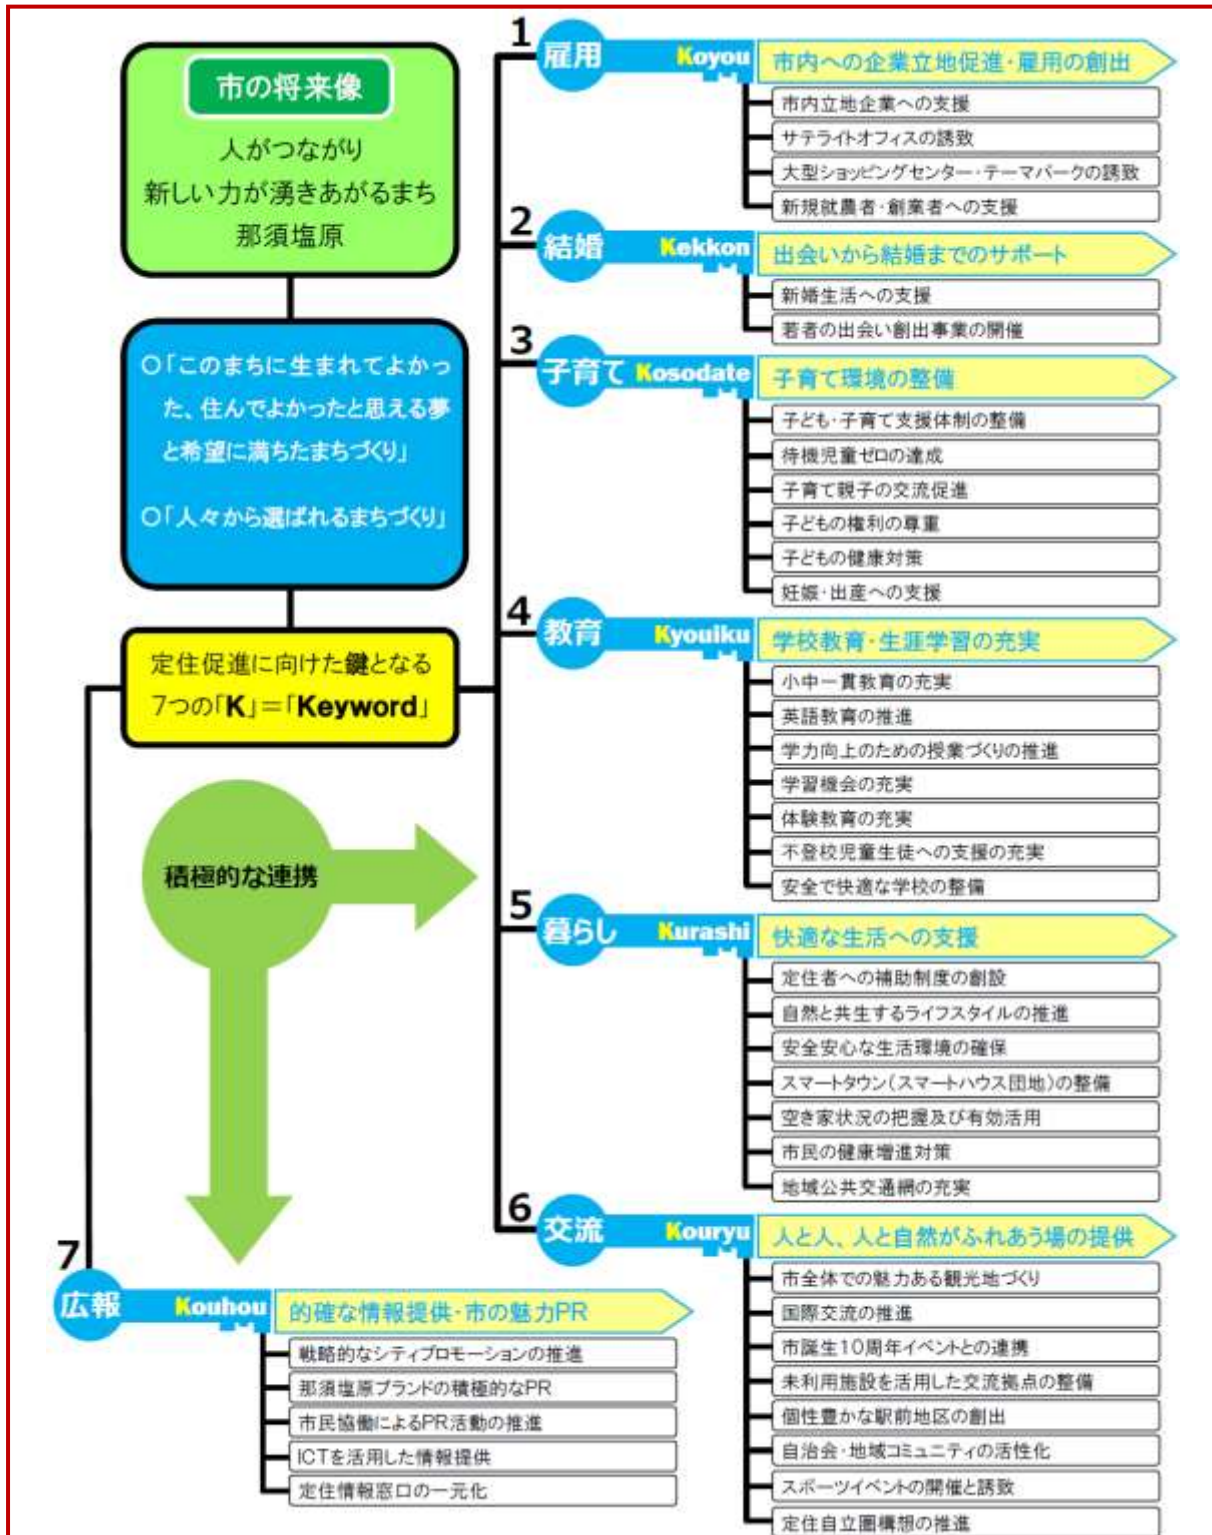 市の将来像
人がつながり
新しい力が湧きあがるまち
那須塩原
○「このまちに生まれてよかっ
た、住んでよかったと思える夢
と希望に満ちたまちづくり」
○「人々から選ばれるまちづくり」
定住促進に向けた鍵となる
7つの「K」=「Keyword」
積極的な連携
1
雇用 Koyou 市内への企業立地促進・雇用の創出
市内立地企業への支援
サテライトオフィスの誘致
大型ショッピングセンター・テーマパークの誘致
新規就農者・創業者への支援
2
結婚 Kekkon 出会いから結婚までのサポート
新婚生活への支援
若者の出会い創出事業の開催
3
子育て Kosodate 子育て環境の整備
子ども・子育て支援体制の整備
待機児童ゼロの達成
子育て親子の交流促進
子どもの権利の尊重
子どもの健康対策
妊娠・出産への支援
4
教育 Kyouiku 学校教育・生涯学習の充実
小中一貫教育の充実
英語教育の推進
学力向上のための授業づくりの推進
学習機会の充実
体験教育の充実
不登校児童生徒への支援の充実
安全で快適な学校の整備
5
暮らし Kurashi 快適な生活への支援
定住者への補助制度の創設
自然と共生するライフスタイルの推進
安全安心な生活環境の確保
スマートタウン(スマートハウス団地)の整備
空き家状況の把握及び有効活用
市民の健康増進対策
地域公共交通網の充実
6
交流 Kouryu 人と人、人と自然がふれあう場の提供
市全体での魅力ある観光地づくり
国際交流の推進
市誕生10周年イベントとの連携
未利用施設を活用した交流拠点の整備
個性豊かな駅前地区の創出
自治会・地域コミュニティの活性化
スポーツイベントの開催と誘致
定住自立圏構想の推進
7
広報 Kouhou 的確な情報提供・市の魅力PR
戦略的なシティプロモーションの推進
那須塩原ブランドの積極的なPR
市民協働によるPR活動の推進
ICTを活用した情報提供
定住情報窓口の一元化